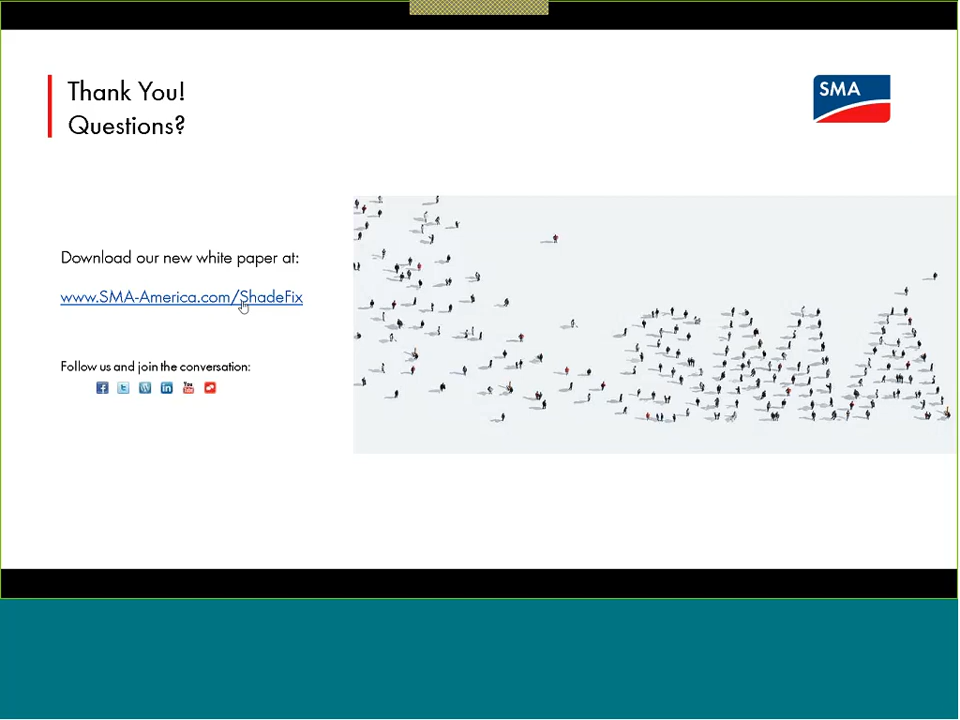 Thank You!
Questions?
SMA
Download our new white paper at:
www.SMA-America.com/ShadeFix
Follow us and join the conversation:
SMA